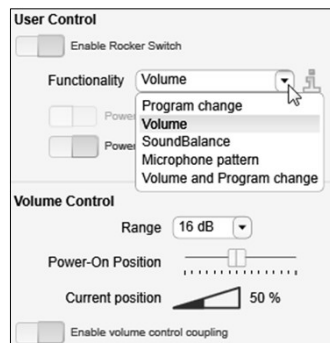 User Control
Enable Rocker Switch
Functionality Volume
Program change
Volume
SoundBalance
Microphone pattern
Volume and Program change
Power
Power
Volume Control
Range 16 dB
Power-On Position
Current position 50 %
Enable volume control coupling